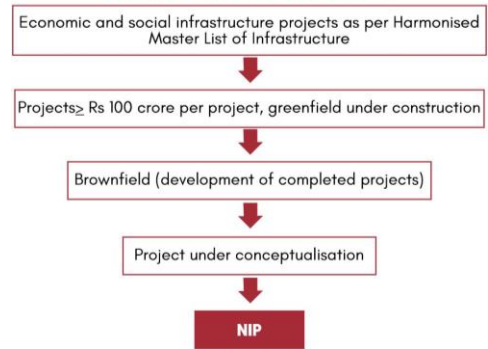 Economic and social infrastructure projects as per Harmonised
Master List of Infrastructure
Projects≥ Rs 100 crore per project, greenfield under construction
Brownfield (development of completed projects)
Project under conceptualisation
NIP